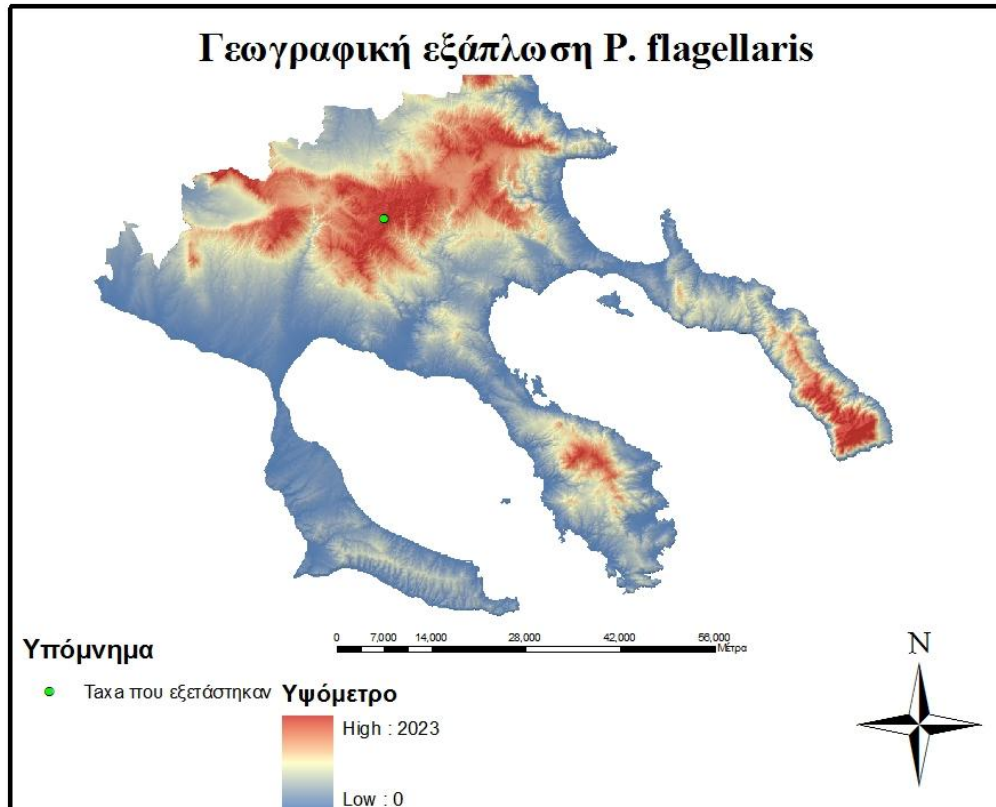 Γεωγραφική εξάπλωση P. flagellaris
0 7,000 14,000 28,000 42,000 56,000
Μέτρα
Υπόμνημα
Taxa που εξετάστηκαν
Υψόμετρο
High : 2023
Low : 0
N